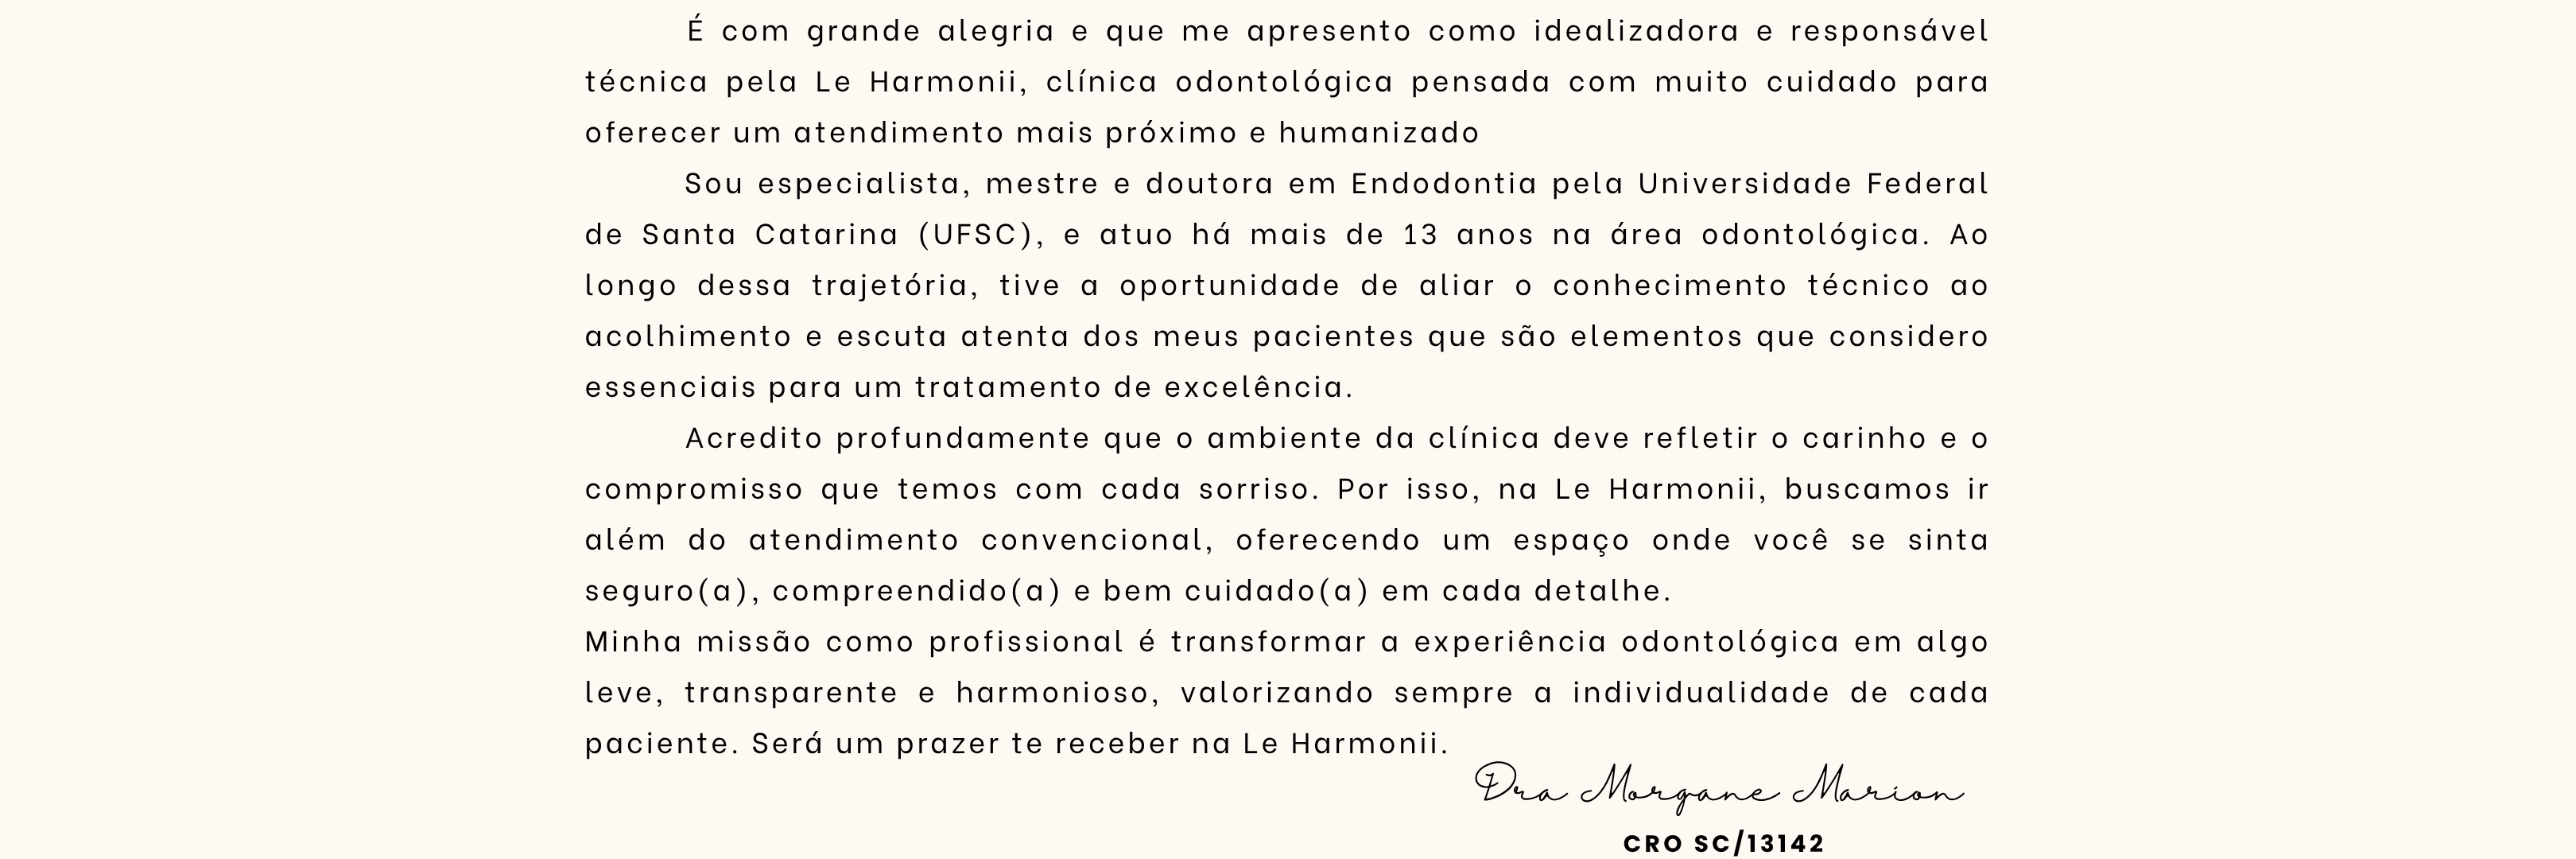 É com grande alegria e que me apresento como idealizadora e responsável
técnica pela Le Harmonii, clínica odontológica pensada com muito cuidado para
oferecer um atendimento mais próximo e humanizado
Sou especialista, mestre e doutora em Endodontia pela Universidade Federal
de Santa Catarina (UFSC), e atuo há mais de 13 anos na área odontológica. Ao
longo dessa trajetória, tive a oportunidade de aliar o conhecimento técnico ao
acolhimento e escuta atenta dos meus pacientes que são elementos que considero
essenciais para um tratamento de excelência.
Acredito profundamente que o ambiente da clínica deve refletir o carinho e o
compromisso que temos com cada sorriso. Por isso, na Le Harmonii, buscamos ir
além do atendimento convencional, oferecendo um espaço onde você se sinta
seguro(a), compreendido(a) e bem cuidado(a) em cada detalhe.
Minha missão como profissional é transformar a experiência odontológica em algo
leve, transparente e harmonioso, valorizando sempre a individualidade de cada
paciente. Será um prazer te receber na Le Harmonii.
Dra Morgane Marion
CRO SC/13142